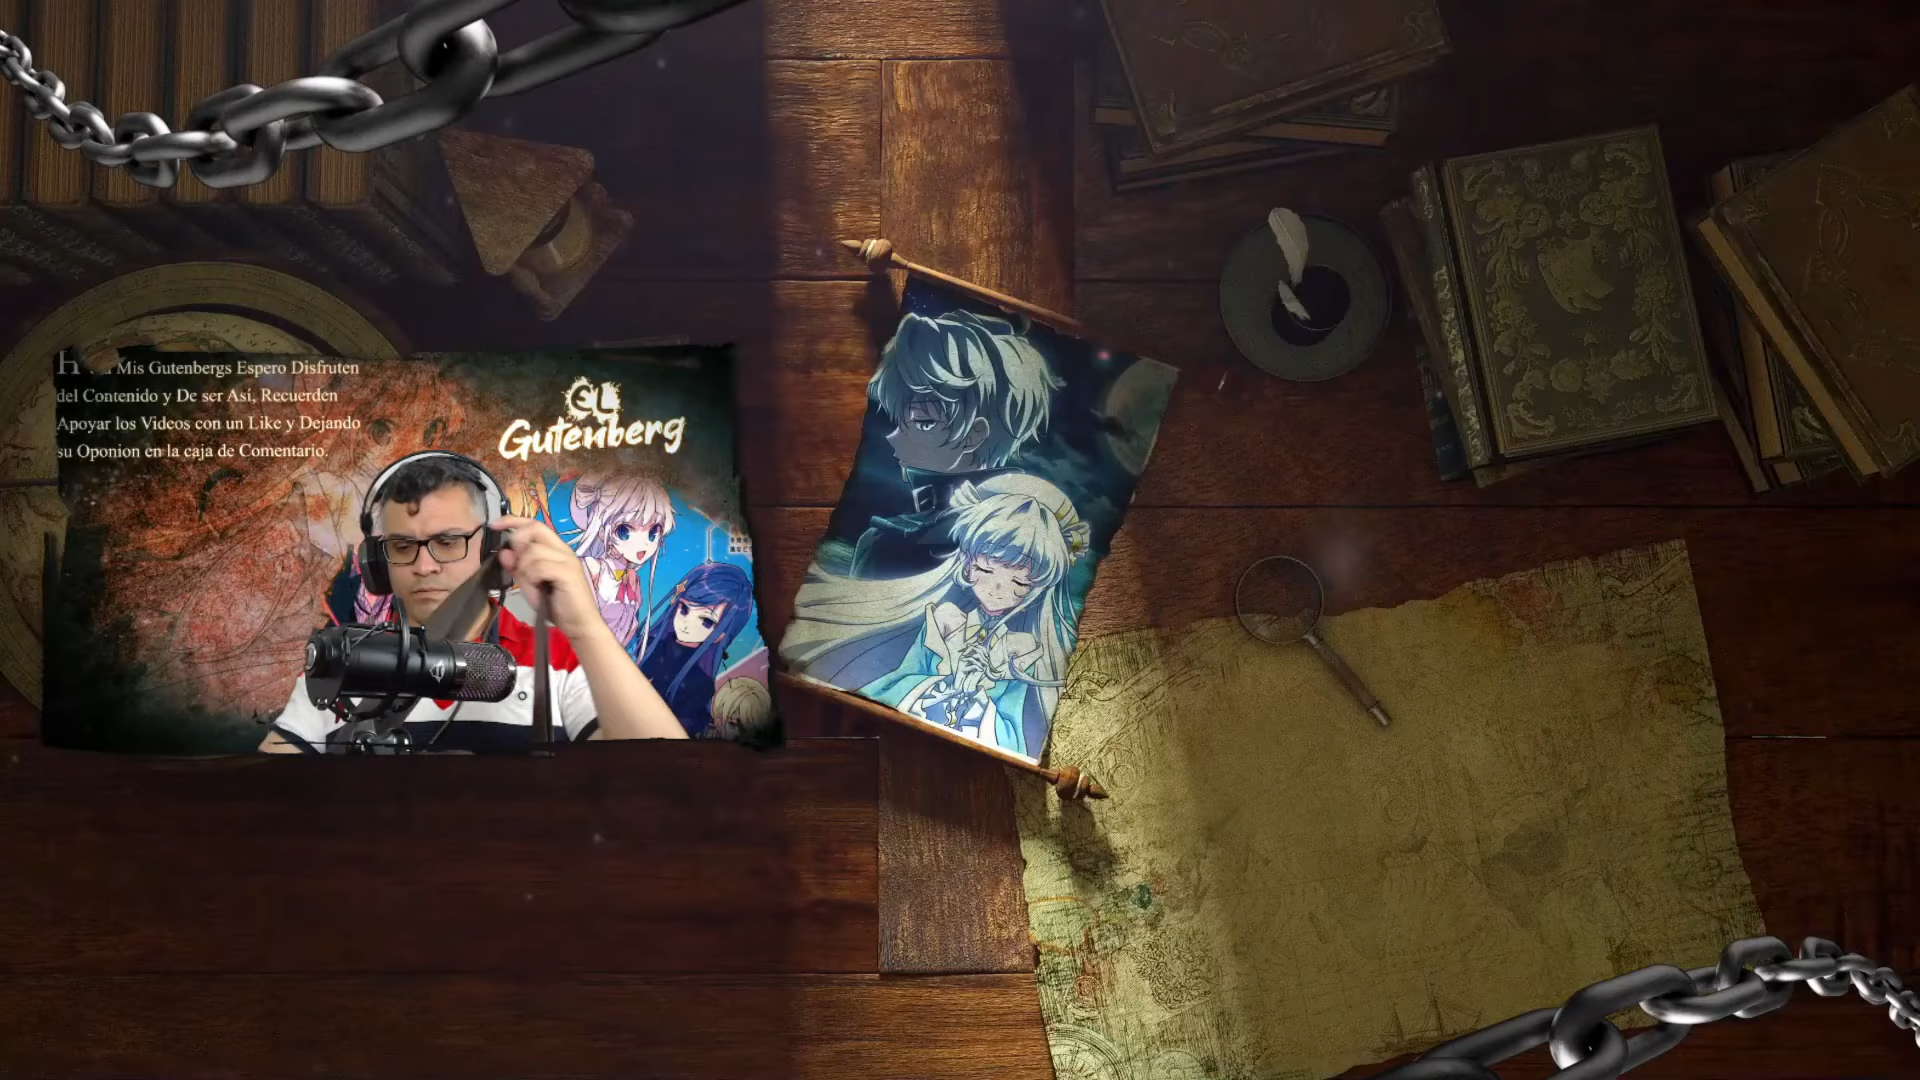 Mis Gutenbergs Espero Disfruten
del Contenido y De ser Así, Recuerden
Apoyar los Videos con un Like y Dejando
su Oponion en la caja de Comentario.
EL
Gutenberg